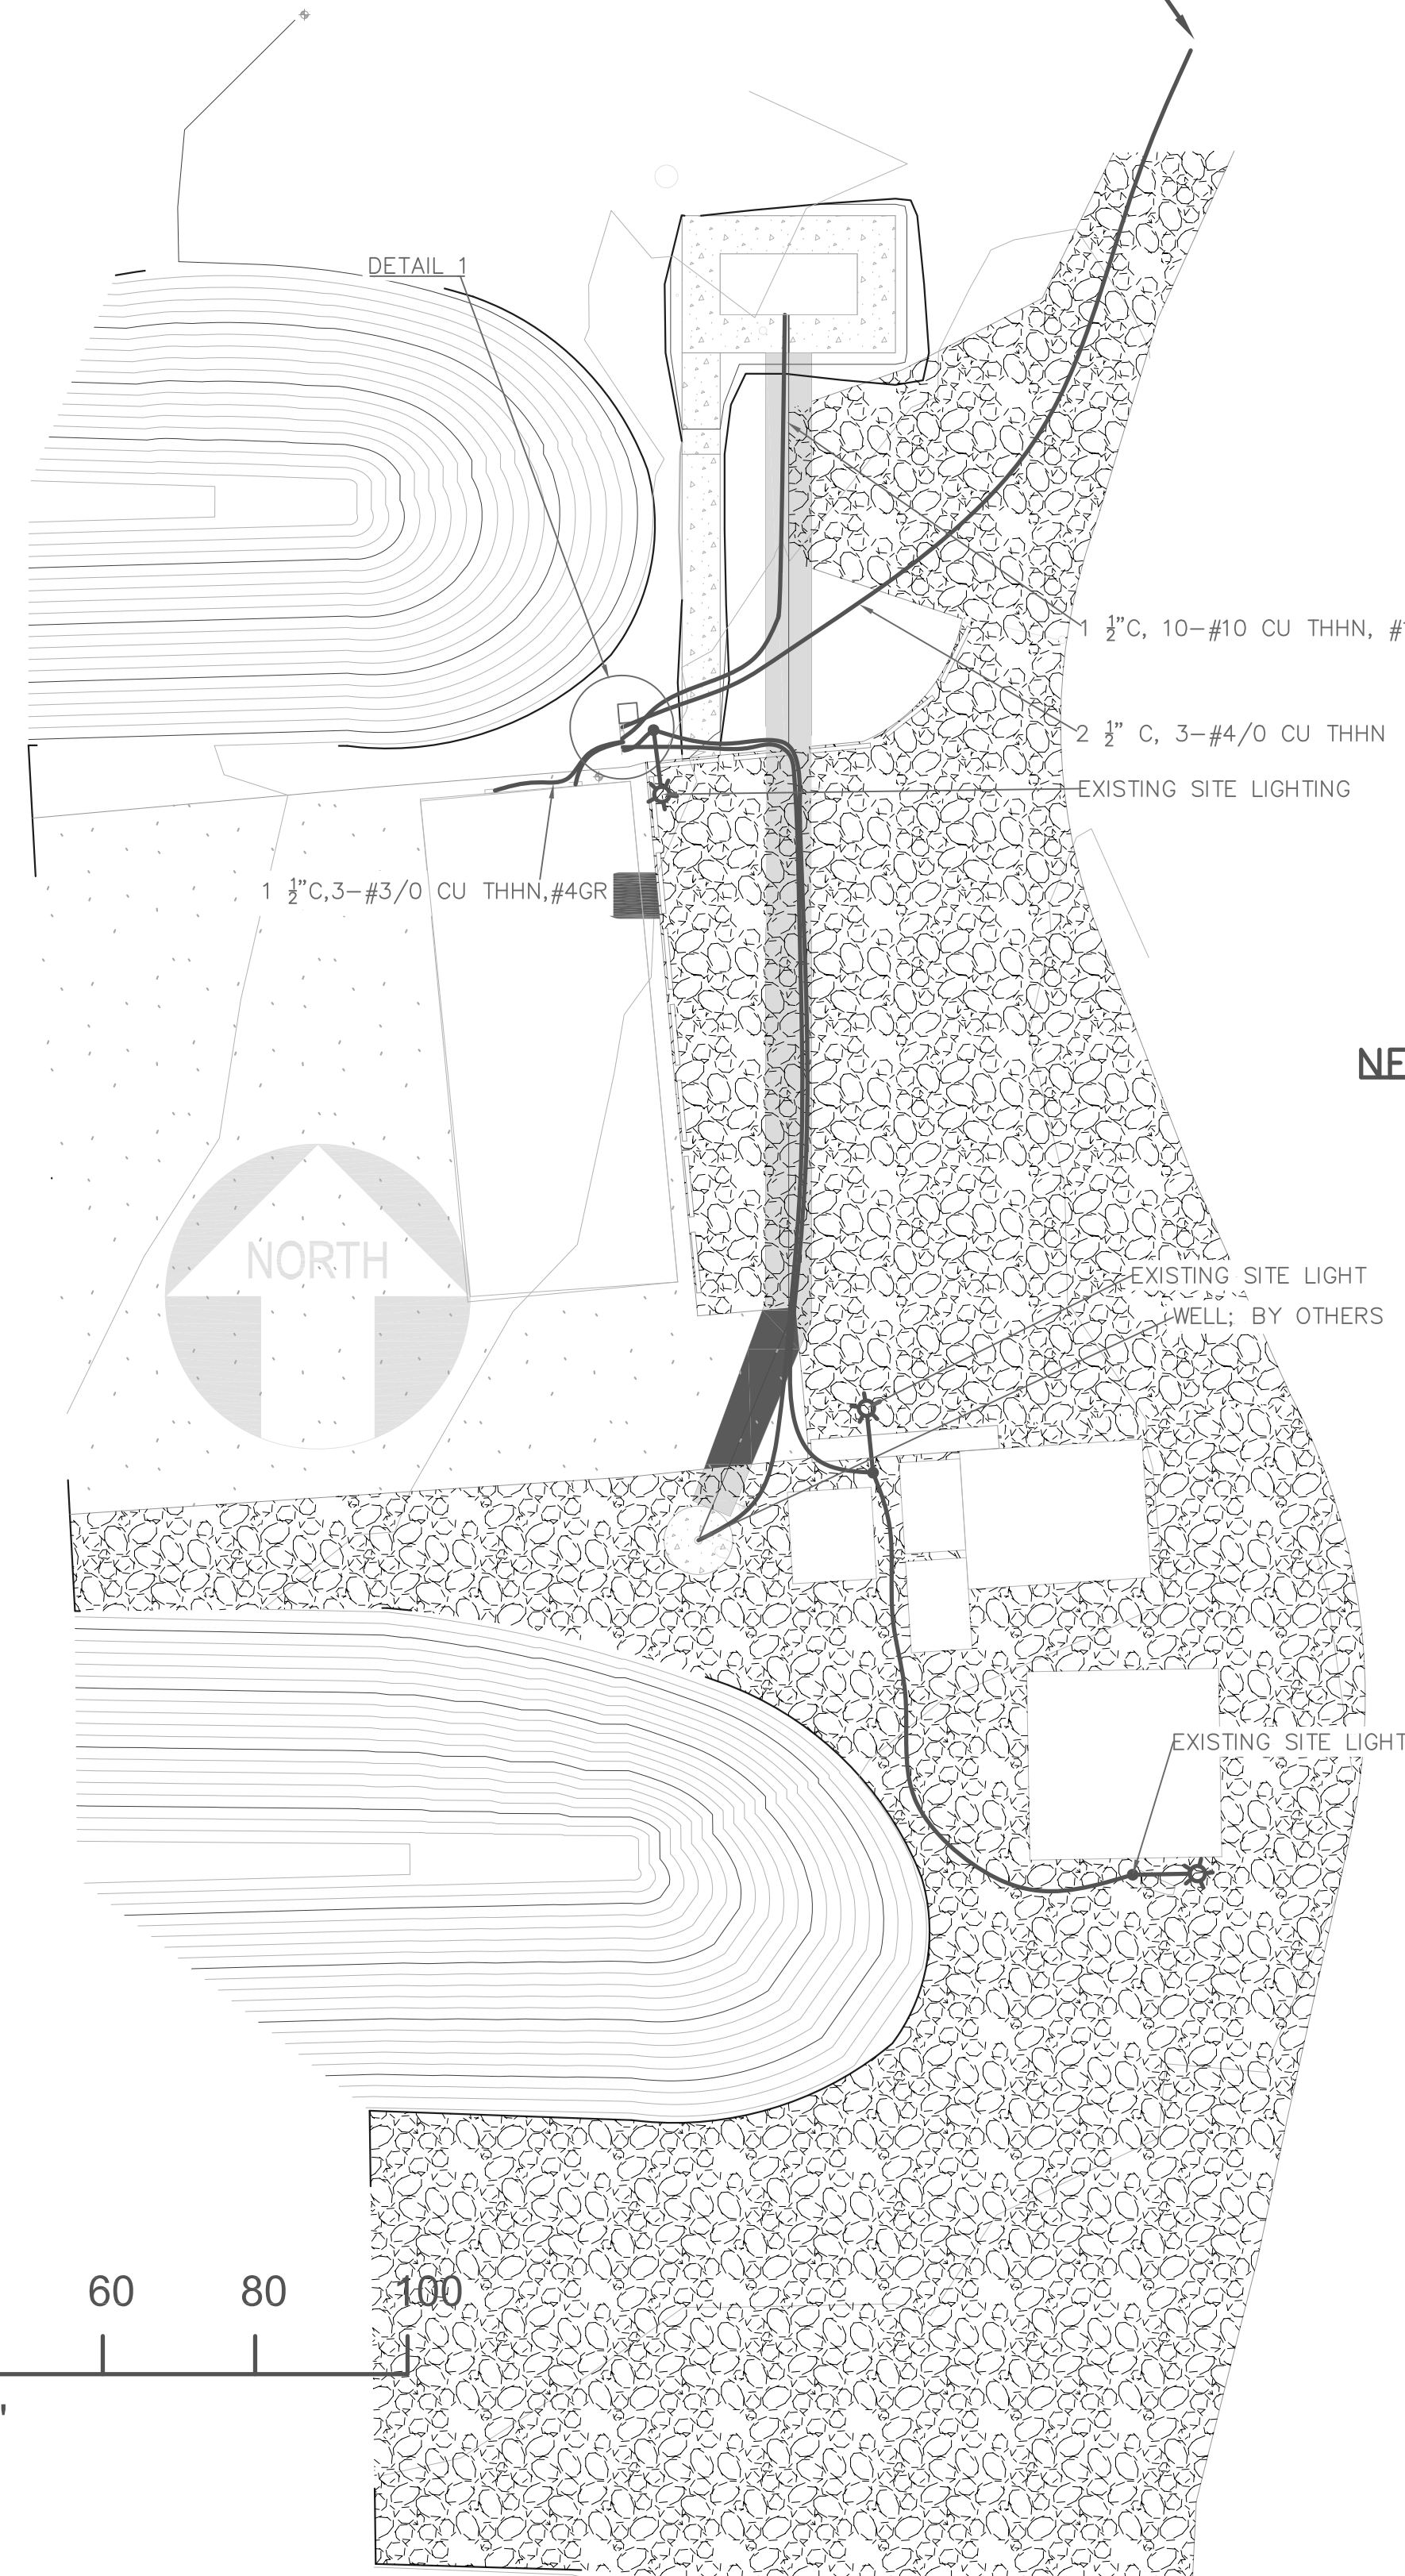 DETAIL 1
1 ½"C, 10-#10 CU THHN,
2 ½" C, 3-#4/0 CU THHN
EXISTING SITE LIGHTING
1 ½"C,3-#3/0 CU THHN,#4GR
NORTH
EXISTING SITE LIGHT
WELL; BY OTHERS
EXISTING SITE LIGHT
60 80 100
'